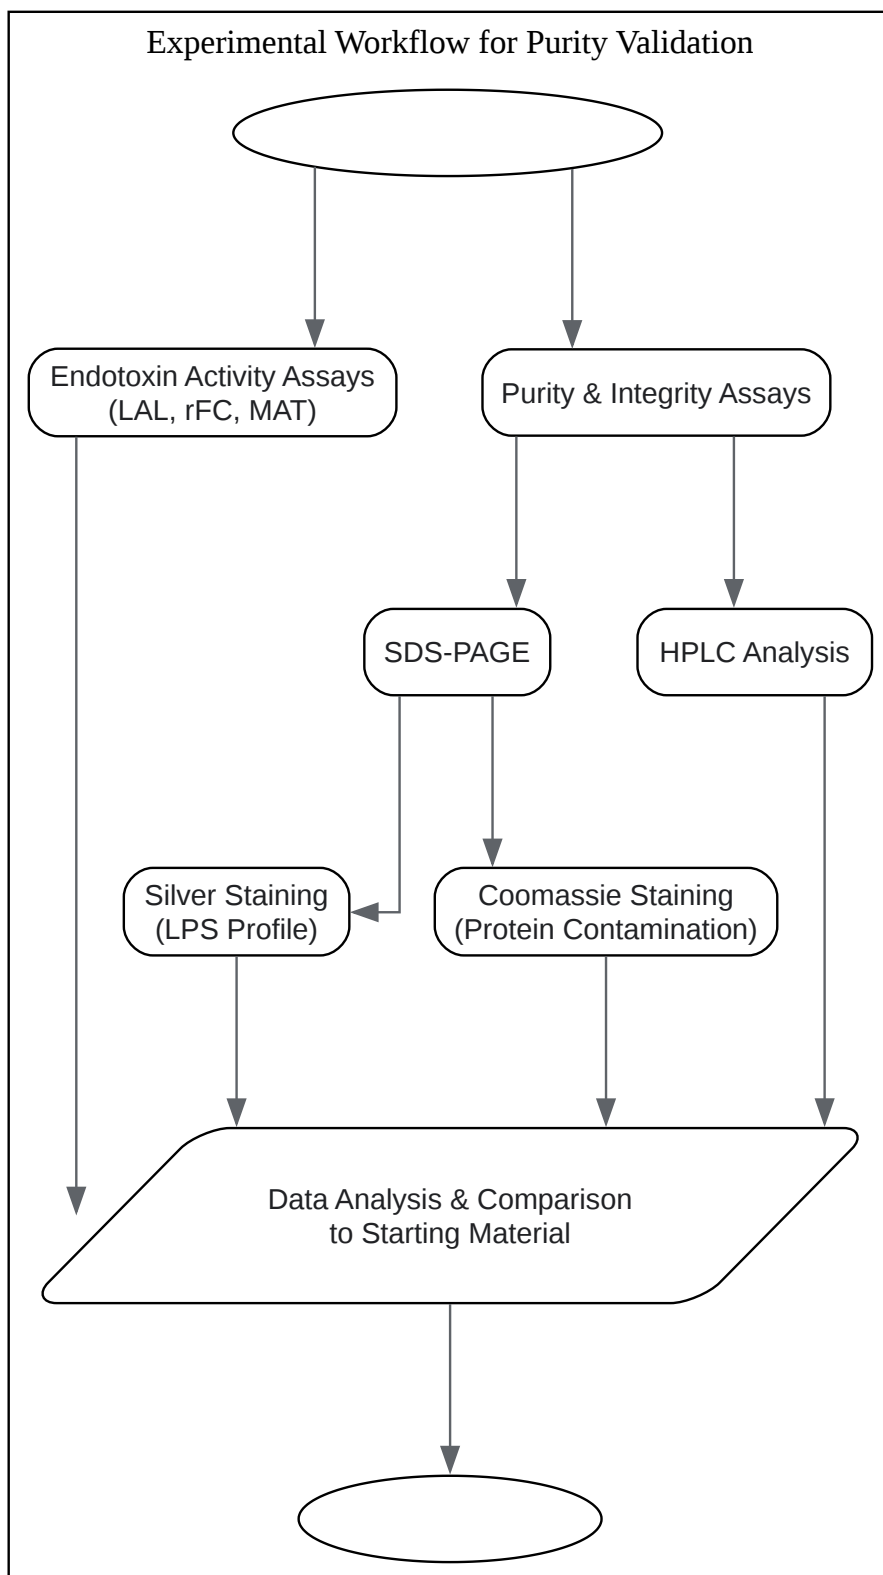 Experimental Workflow for Purity Validation
Endotoxin Activity Assays
(LAL, rFC, MAT)
Purity & Integrity Assays
SDS-PAGE
HPLC Analysis
Silver Staining
(LPS Profile)
Coomassie Staining
(Protein Contamination)
Data Analysis & Comparison
to Starting Material